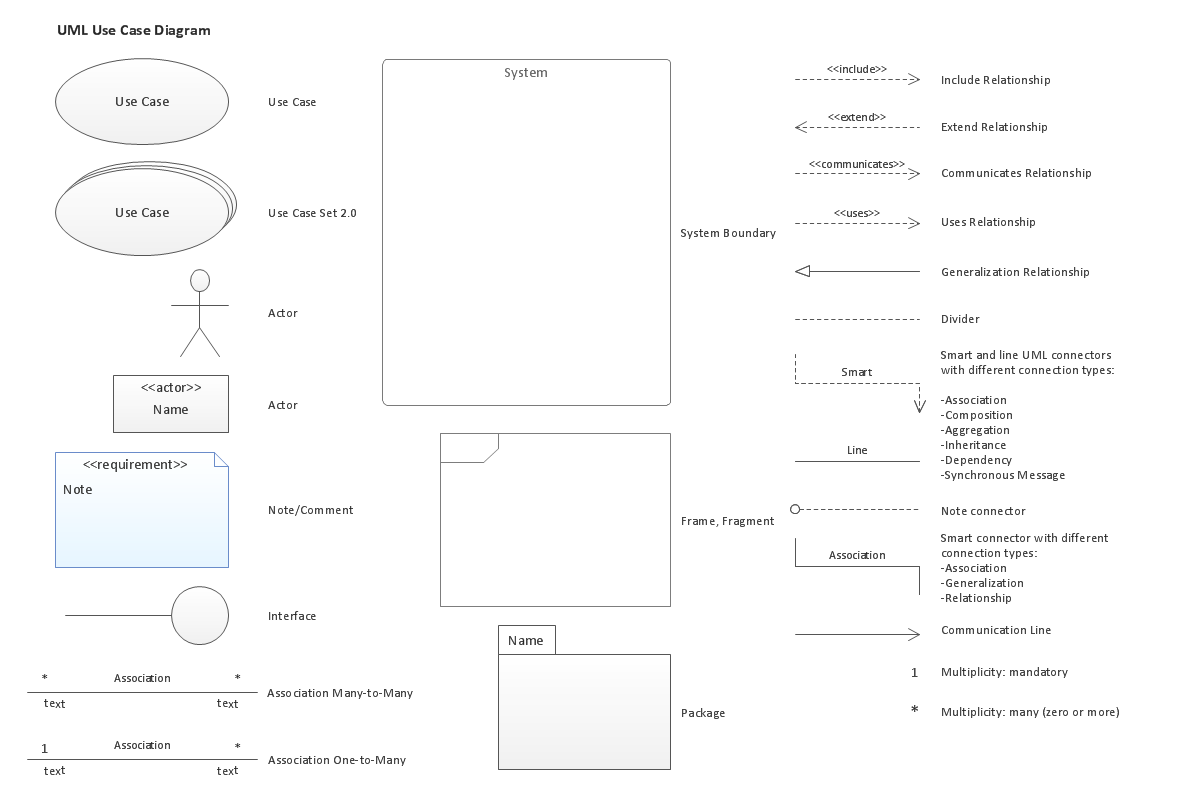 UML Use Case Diagram
Use Case
Use Case
Use Case
Use Case Set 2.0
Actor
<<actor>>
Name
Actor
<<requirement>>
Note
Note/Comment
Interface
* Association *
text text
Association Many-to-Many
1 Association *
text text
Association One-to-Many
System
System Boundary
Frame, Fragment
Name
Package
<<include>>
Include Relationship
<<extend>>
Extend Relationship
<<communicates>>
Communicates Relationship
<<uses>>
Uses Relationship
Generalization Relationship
Divider
Smart
Line
Smart and line UML connectors
with different connection types:
-Association
-Composition
-Aggregation
-Inheritance
-Dependency
-Synchronous Message
Note connector
Association
Smart connector with different
connection types:
-Association
-Generalization
-Relationship
Communication Line
1 Multiplicity: mandatory
* Multiplicity: many (zero or more)